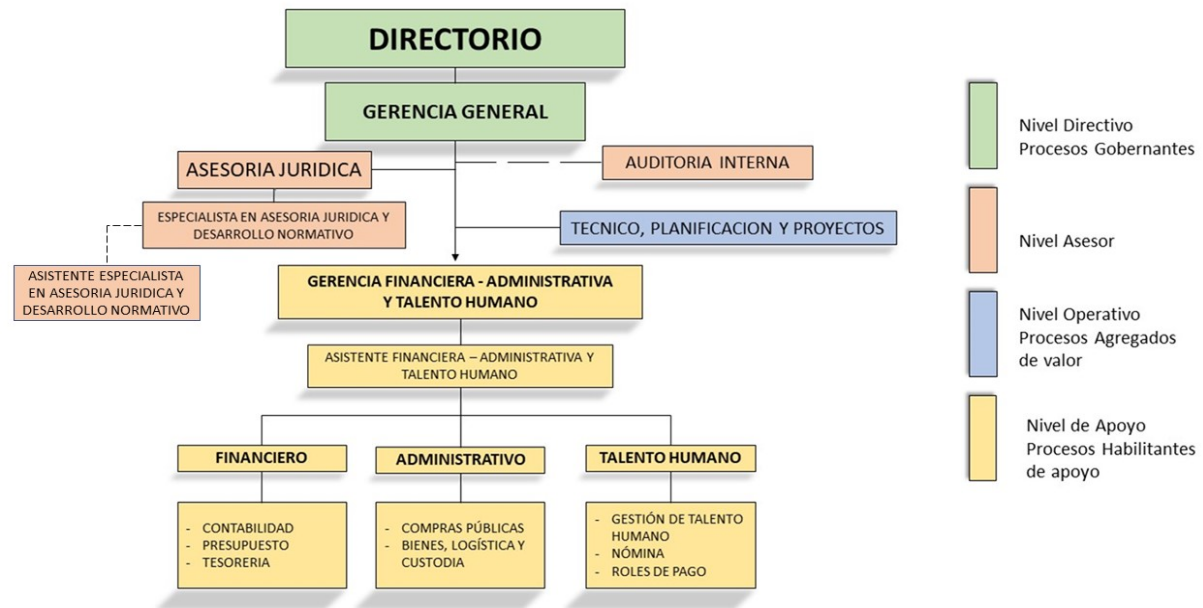 DIRECTORIO
GERENCIA GENERAL
ASESORIA JURIDICA
AUDITORIA INTERNA
ESPECIALISTA EN ASESORIA JURIDICA Y
DESARROLLO NORMATIVO
TECNICO, PLANIFICACION Y PROYECTOS
ASISTENTE ESPECIALISTA
EN ASESORIA JURIDICA Y
DESARROLLO NORMATIVO
GERENCIA FINANCIERA - ADMINISTRATIVA
Y TALENTO HUMANO
ASISTENTE FINANCIERA – ADMINISTRATIVA Y
TALENTO HUMANO
FINANCIERO
- CONTABILIDAD
- PRESUPUESTO
- TESORERIA
ADMINISTRATIVO
- COMPRAS PÚBLICAS
- BIENES, LOGÍSTICA Y
CUSTODIA
TALENTO HUMANO
- GESTIÓN DE TALENTO
HUMANO
- NÓMINA
- ROLES DE PAGO
Nivel Directivo
Procesos Gobernantes
Nivel Asesor
Nivel Operativo
Procesos Agregados
de valor
Nivel de Apoyo
Procesos Habilitantes
de apoyo